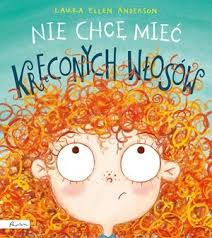 LAURA ELLEN ANDERSON
NIE CHCĘ MIEĆ
KRĘCONYCH WŁOSÓW